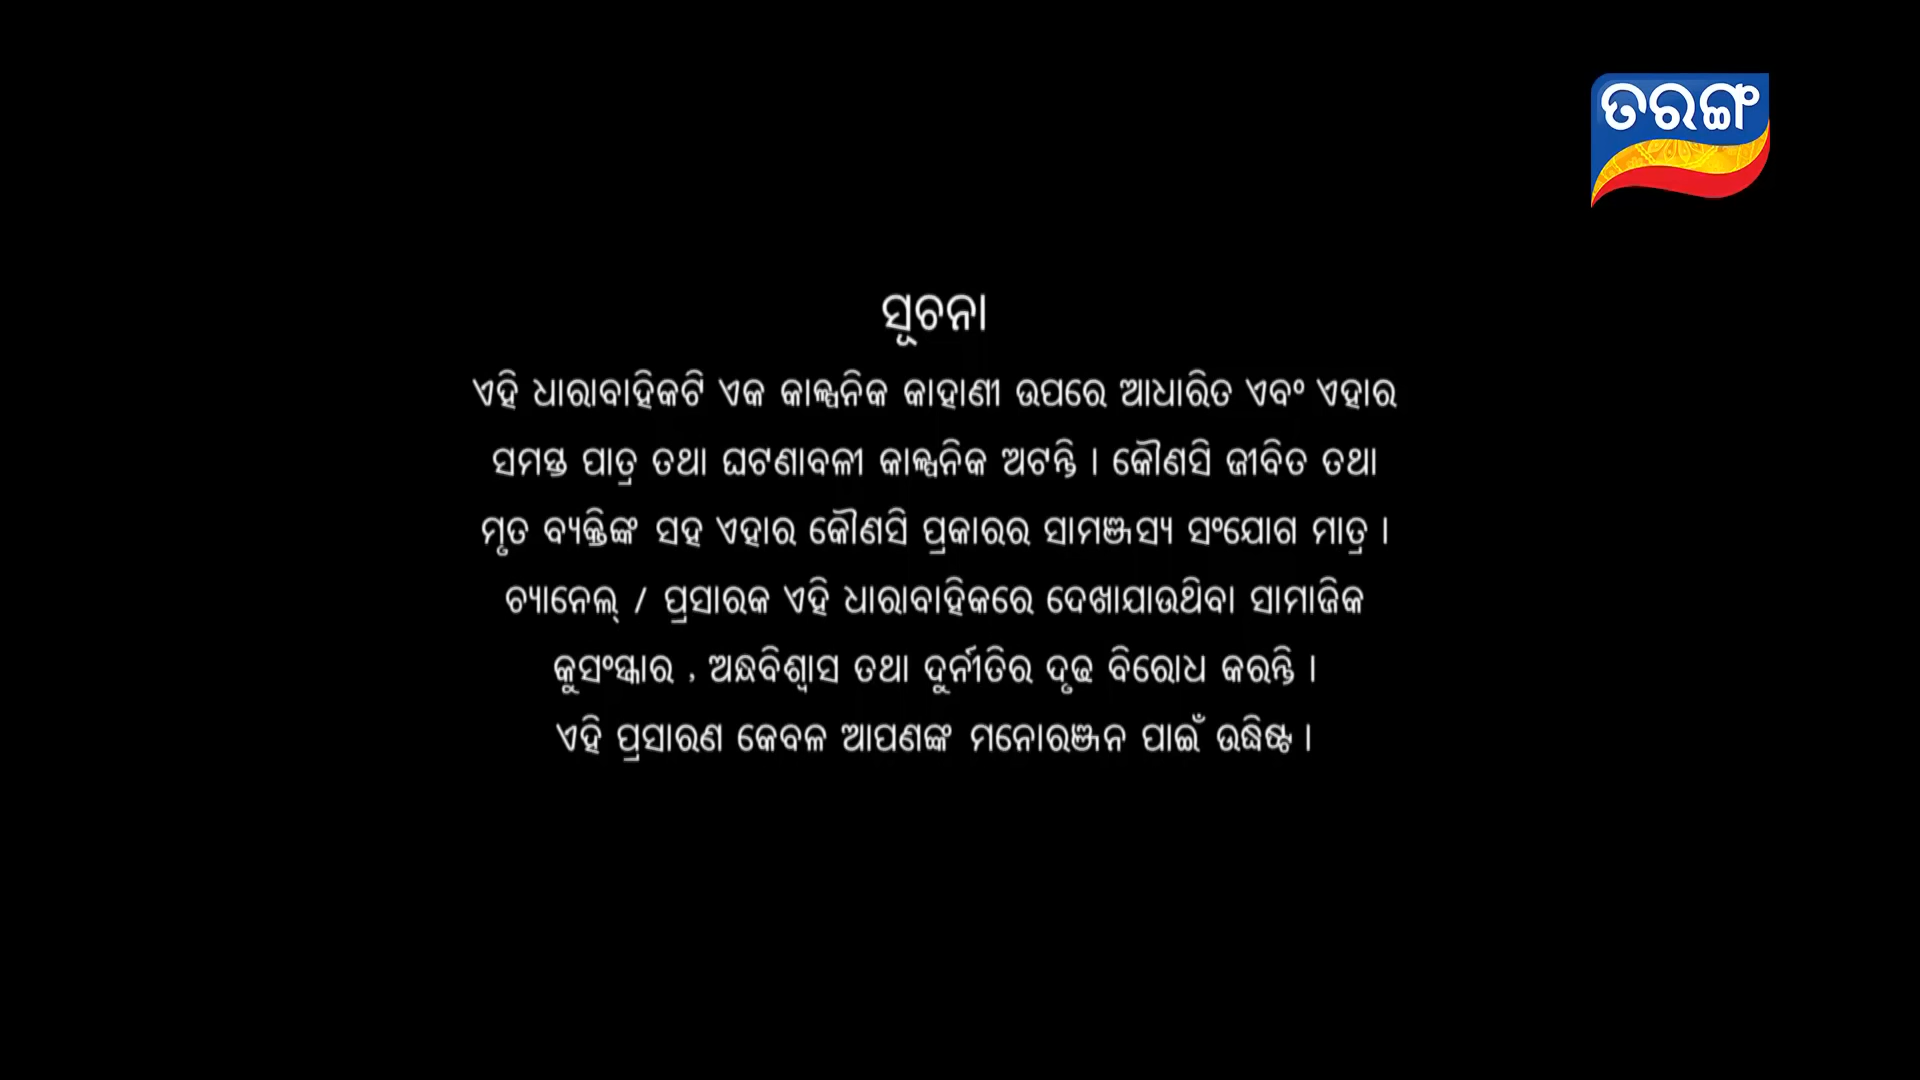 ତରଙ୍ଗ
ସୂଚନା
ଏହି ଧାରାବାହିକଟି ଏକ କାଳ୍ପନିକ କାହାଣୀ ଉପରେ ଆଧାରିତ ଏବଂ ଏହାର
ସମସ୍ତ ପାତ୍ର ତଥା ଘଟଣାବଳୀ କାଳ୍ପନିକ ଅଟନ୍ତି । କୌଣସି ଜୀବିତ ତଥା
ମୃତ ବ୍ୟକ୍ତିଙ୍କ ସହ ଏହାର କୌଣସି ପ୍ରକାରର ସାମଞ୍ଜସ୍ୟ ସଂଯୋଗ ମାତ୍ର ।
ଚ୍ୟାନେଲ୍ / ପ୍ରସାରକ ଏହି ଧାରାବାହିକରେ ଦେଖାଯାଉଥିବା ସାମାଜିକ
କୁସଂସ୍କାର , ଅନ୍ଧବିଶ୍ୱାସ ତଥା ଦୁର୍ନୀତିର ଦୃଢ ବିରୋଧ କରନ୍ତି ।
ଏହି ପ୍ରସାରଣ କେବଳ ଆପଣଙ୍କ ମନୋରଞ୍ଜନ ପାଇଁ ଉଦ୍ଧିଷ୍ଟ ।